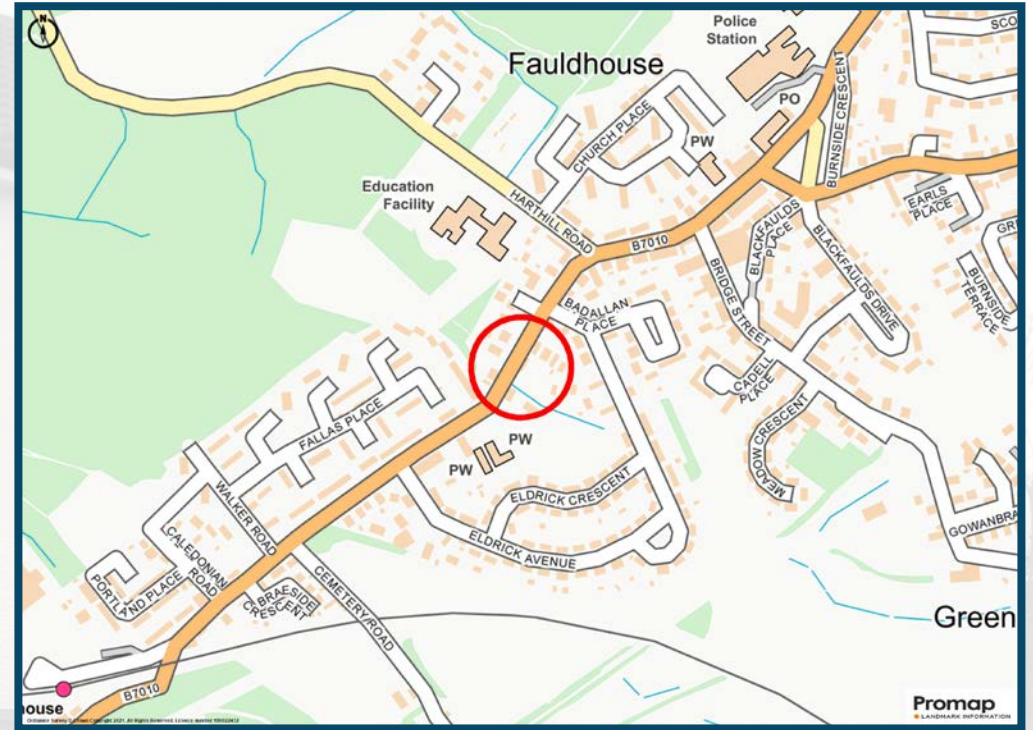 N
Police
Station
SCO
Fauldhouse
PO
BURNSIDE CRESCENT
CHURCH PLACE
PW
Education
Facility
HARTHILL ROAD
EARLS
PLACE
B7010
BLACKFAULDS
PLACE
BLACKFAULDS DRIVE
GR
BRIDGE STREET
BURNSIDE
TERRACE
BADALLAN
PLACE
CADELL
PLACE
FALLAS PLACE
MEADOW CRESCENT
PW
PW
ELDRICK CRESCENT
WALKER ROAD
GOWANBRA
ELDRICK AVENUE
CALEDONIAN
ROAD
PORTLAND PLACE
BRAESIDE
CRESCENT
CEMETERY ROAD
Green
B7010
ouse
Promap
LANDMARK INFORMATION